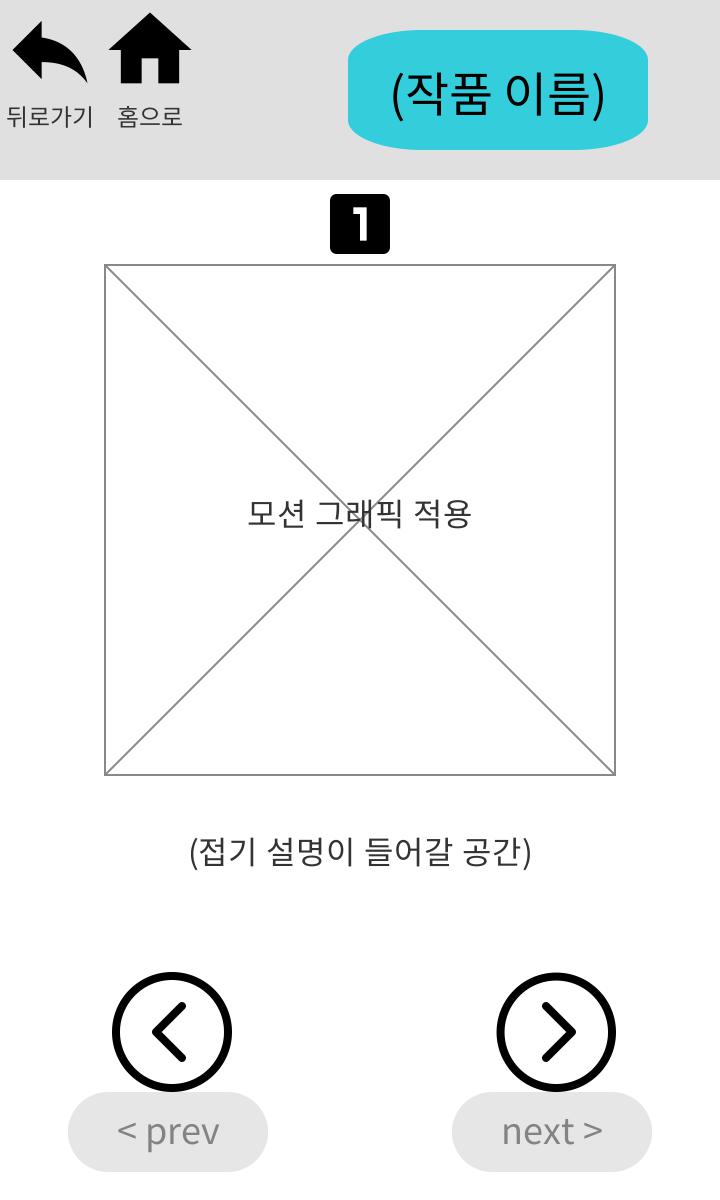 뒤로가기 홈으로
(작품 이름)
1
모션 그래픽 적용
(접기 설명이 들어갈 공간)
< prev
next >